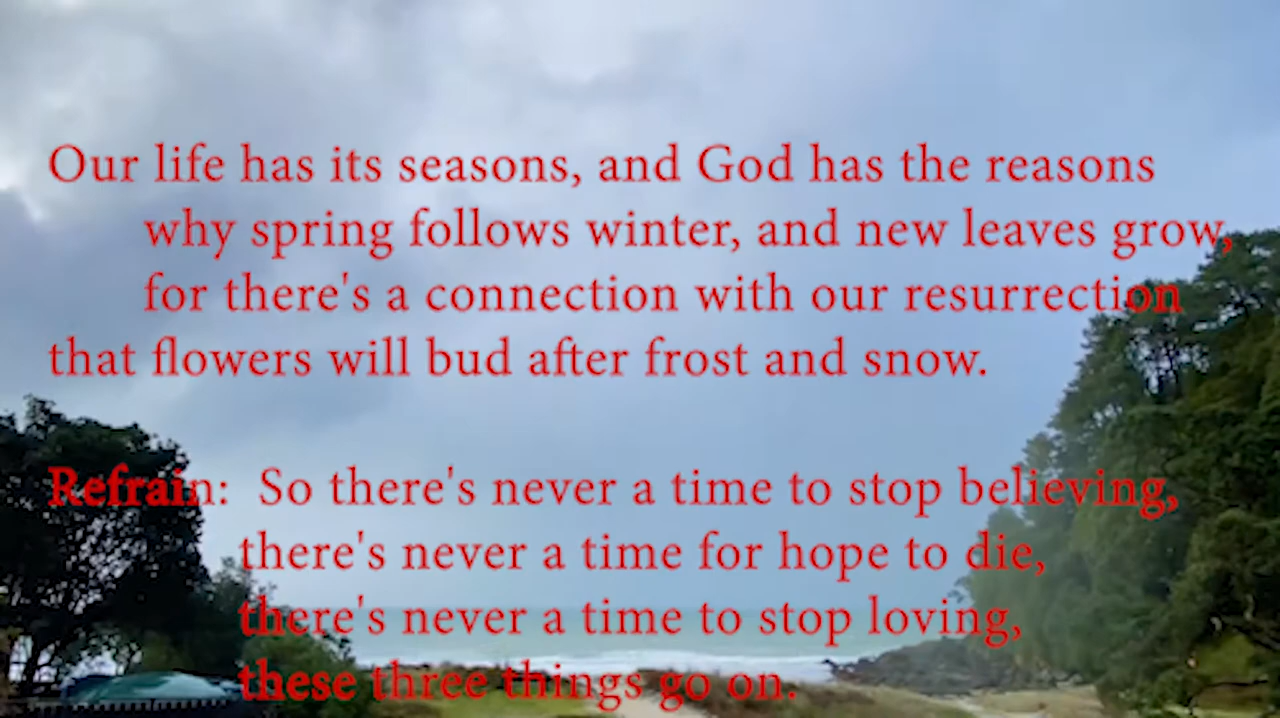 Our life has its seasons, and God has the reasons
why spring follows winter, and new leaves grow,
for there's a connection with our resurrection
that flowers will bud after frost and snow.
Refrain: So there's never a time to stop believing,
there's never a time for hope to die,
there's never a time to stop loving,
these three things go on.